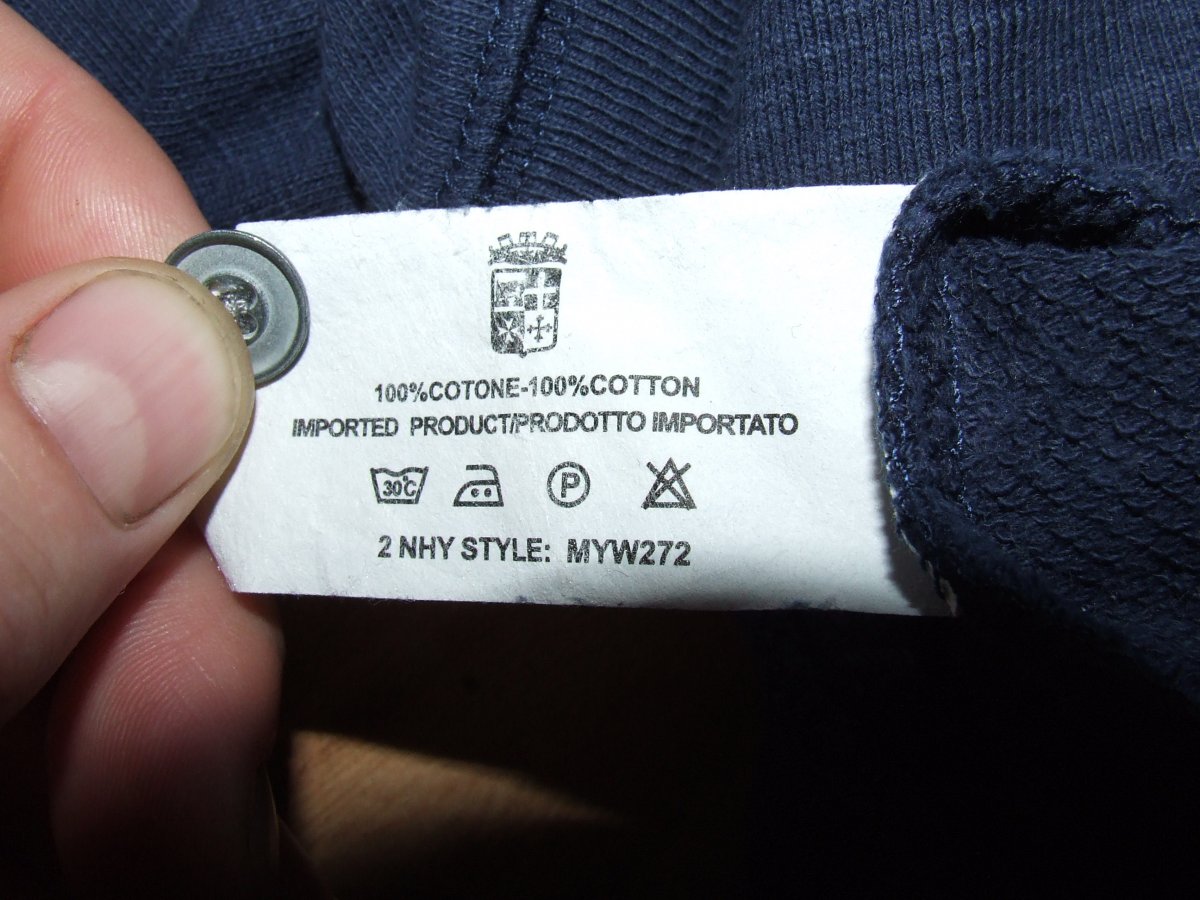 100%COTONE-100%COTTON
IMPORTED PRODUCT/PRODOTTO IMPORTATO
30°C P
2 NHY STYLE: MYW272